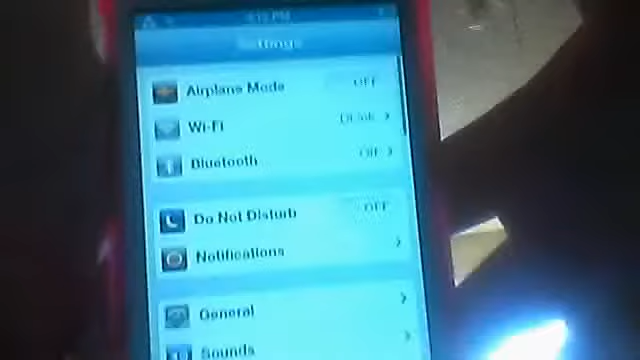 Settings
Airplane Mode OFF
Wi-Fi
Bluetooth Off
Do Not Disturb OFF
Notifications
General
Sounds